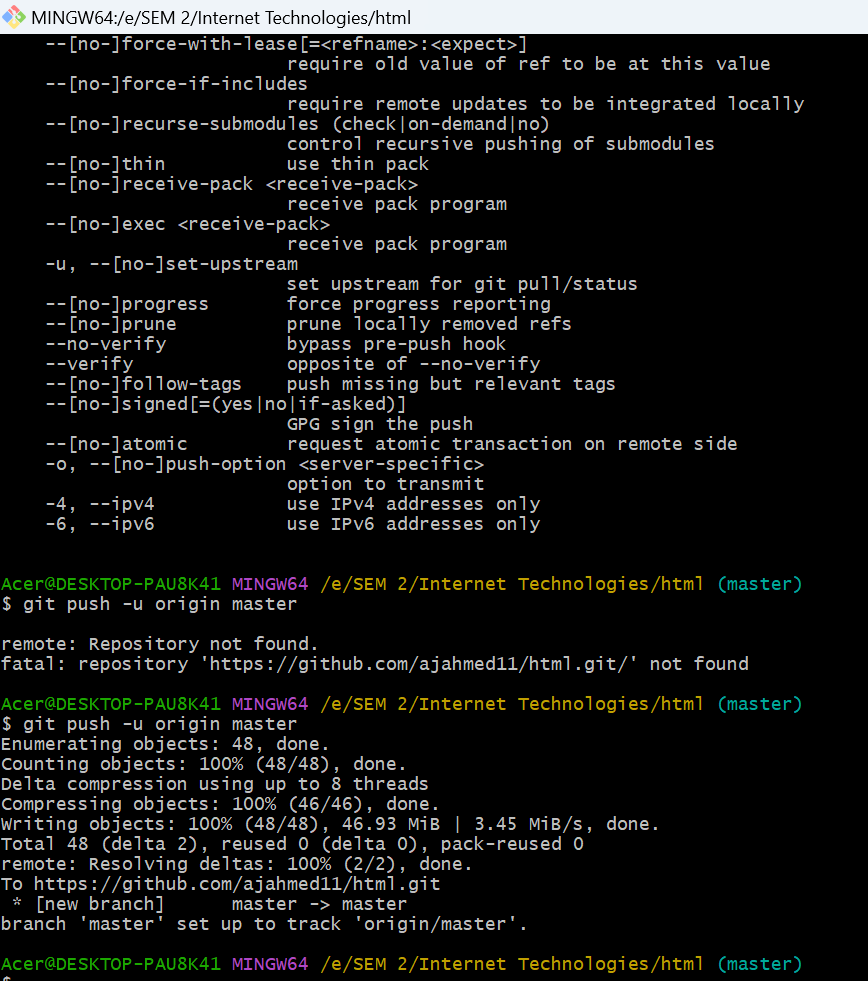 MINGW64:/e/SEM 2/Internet Technologies/html
--[no-]force-with-lease[=<refname>:<expect>]
require old value of ref to be at this value
--[no-]force-if-includes
require remote updates to be integrated locally
--[no-]recurse-submodules (check|on-demand|no)
control recursive pushing of submodules
--[no-]thin use thin pack
--[no-]receive-pack <receive-pack>
receive pack program
--[no-]exec <receive-pack>
receive pack program
-u, --[no-]set-upstream
set upstream for git pull/status
--[no-]progress force progress reporting
--[no-]prune prune locally removed refs
--no-verify bypass pre-push hook
--verify opposite of --no-verify
--[no-]follow-tags push missing but relevant tags
--[no-]signed[=(yes|no|if-asked)]
GPG sign the push
--[no-]atomic request atomic transaction on remote side
-o, --[no-]push-option <server-specific>
option to transmit
-4, --ipv4 use IPv4 addresses only
-6, --ipv6 use IPv6 addresses only
Acer@DESKTOP-PAU8K41 MINGW64 /e/SEM 2/Internet Technologies/html (master)
$ git push -u origin master
remote: Repository not found.
fatal: repository 'https://github.com/ajahmed11/html.git/' not found
Acer@DESKTOP-PAU8K41 MINGW64 /e/SEM 2/Internet Technologies/html (master)
$ git push -u origin master
Enumerating objects: 48, done.
Counting objects: 100% (48/48), done.
Delta compression using up to 8 threads
Compressing objects: 100% (46/46), done.
Writing objects: 100% (48/48), 46.93 MiB | 3.45 MiB/s, done.
Total 48 (delta 2), reused 0 (delta 0), pack-reused 0
remote: Resolving deltas: 100% (2/2), done.
To https://github.com/ajahmed11/html.git
* [new branch] master -> master
branch 'master' set up to track 'origin/master'.
Acer@DESKTOP-PAU8K41 MINGW64 /e/SEM 2/Internet Technologies/html (master)
$